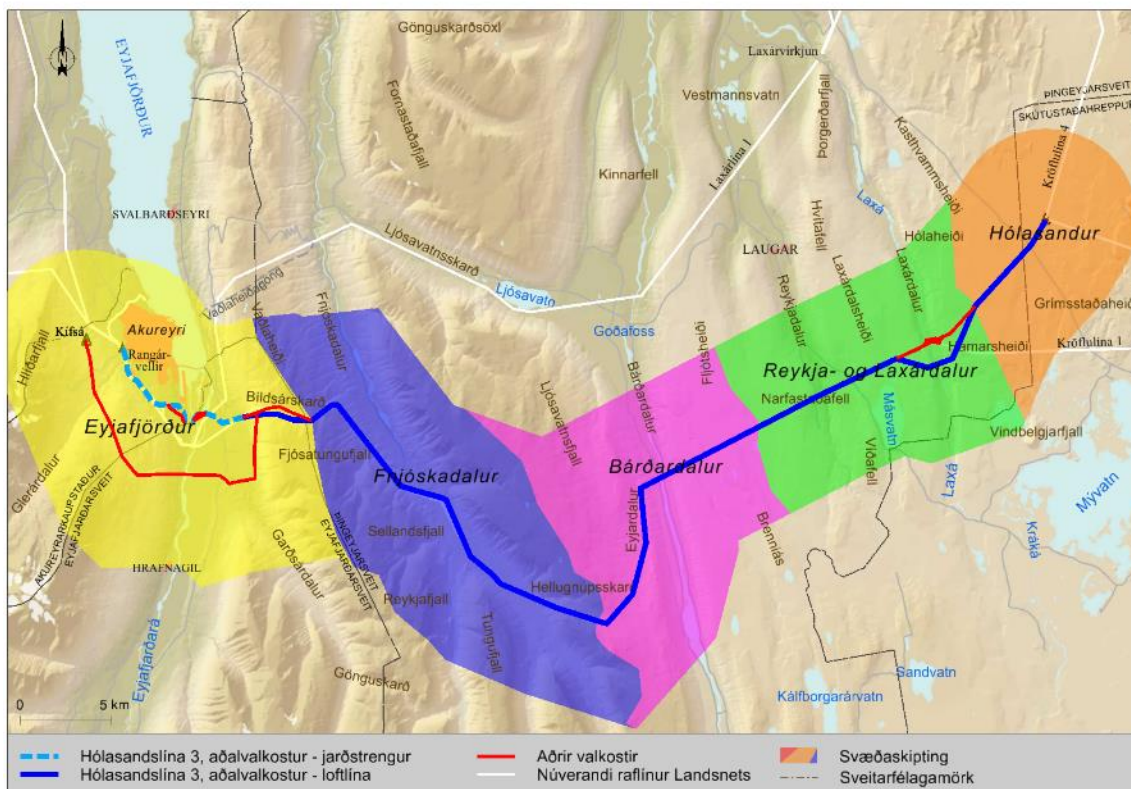 Gönguskarðsöxl
Laxárvirkjun
EYJAFJÖRÐUR
Fornastaðafjall
Vestmannsvatn
Þorgerðarfjall
Kasthvammsheiði
ÞINGEYJARSVEIT
SKÚTUSTAÐAHREPPUR
Kröflulína 4
Kinnarfell
Laxárlína 1
Laxá
SVALBARÐSEYRI
Ljósavatnsskarð
Hvítafell
LAUGAR
Hólaheiði
Hólasandur
Vaðlaheiðagöng
Vaðlaheiði
Fnjóskadalur
Ljósavatn
Goðafoss
Reykjadalur
Laxárdalsheiði
Laxárdalur
Grímsstaðaheiði
Hlíðarfjall
Kífsá
Akureyri
Rangár-
vellir
Fljótsheiði
Bárðardalur
Hamarsheiði
Kröflulína 1
Bíldsárskarð
Ljósavatnsfjall
Reykja- og Laxárdalur
Narfastaðafell
Másvatn
Eyjafjörður
Fjósatungufjall
Glerárdalur
Fnjóskadalur
Bárðardalur
Víðafell
Vindbelgjarfjall
Laxá
Mývatn
Eyjardalur
Brenniás
Kráká
AKUREYRARKAUPSTAÐUR
EYJAFJARÐARSVEIT
Sellandsfjall
ÞINGEYJARSVEIT
EYJAFJARÐARSVEIT
HRAFNAGIL
Garðsárdalur
Hellugnúpsskarð
Reykjafjall
Tungufjall
Eyjafjarðará
Gönguskarð
Sandvatn
Kálfborgarárvatn
0 5 km
Hólasandslína 3, aðalvalkostur - jarðstrengur
Hólasandslína 3, aðalvalkostur - loftlína
Aðrir valkostir
Núverandi raflínur Landsnets
Svæðaskipting
Sveitarfélagamörk